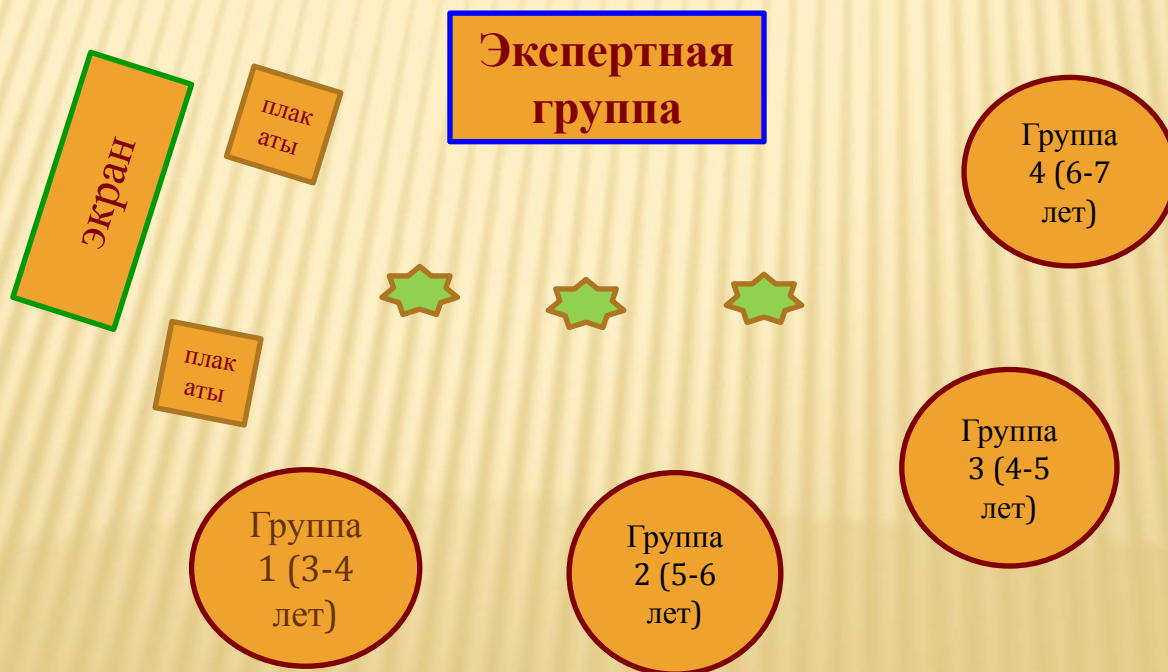 Экспертная
группа
экран
плак
аты
плак
аты
Группа
4 (6-7
лет)
Группа
3 (4-5
лет)
Группа
1 (3-4
лет)
Группа
2 (5-6
лет)